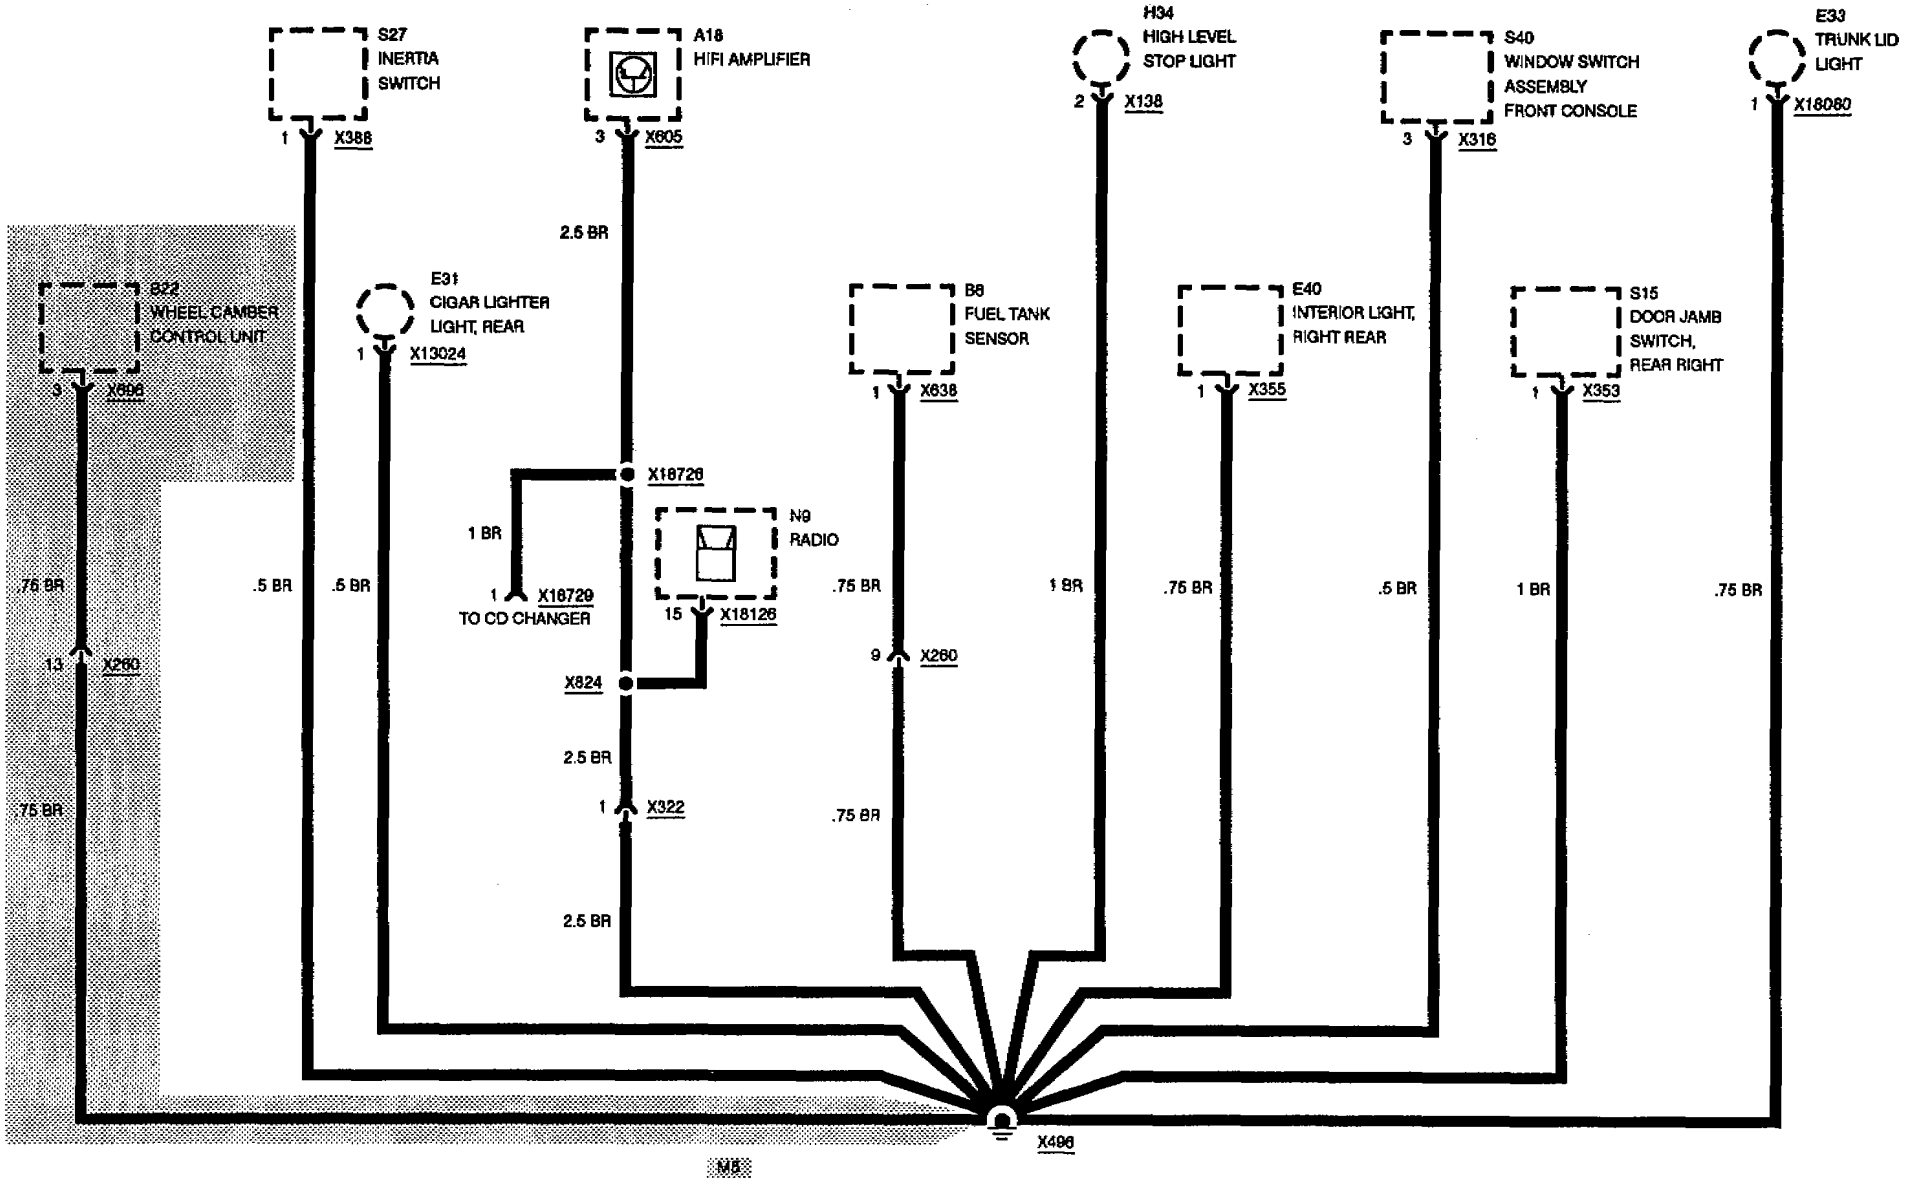 S27
INERTIA
SWITCH
1
X388
A18
HIFI AMPLIFIER
3
X605
H34
HIGH LEVEL
STOP LIGHT
2
X138
S40
WINDOW SWITCH
ASSEMBLY
FRONT CONSOLE
3
X316
E33
TRUNK LID
LIGHT
1
X18080
2.5 BR
B22
WHEEL CAMBER
CONTROL UNIT
3
X696
E31
CIGAR LIGHTER
LIGHT, REAR
1
X13024
B6
FUEL TANK
SENSOR
1
X638
E40
INTERIOR LIGHT,
RIGHT REAR
1
X355
S15
DOOR JAMB
SWITCH,
REAR RIGHT
1
X353
X18726
1 BR
1
X18729
TO CD CHANGER
N9
RADIO
15
X18126
.75 BR
.5 BR
.5 BR
.75 BR
1 BR
.75 BR
.5 BR
1 BR
.75 BR
13
X260
9
X260
X824
2.5 BR
1
X322
.75 BR
.75 BR
2.5 BR
X496
M5